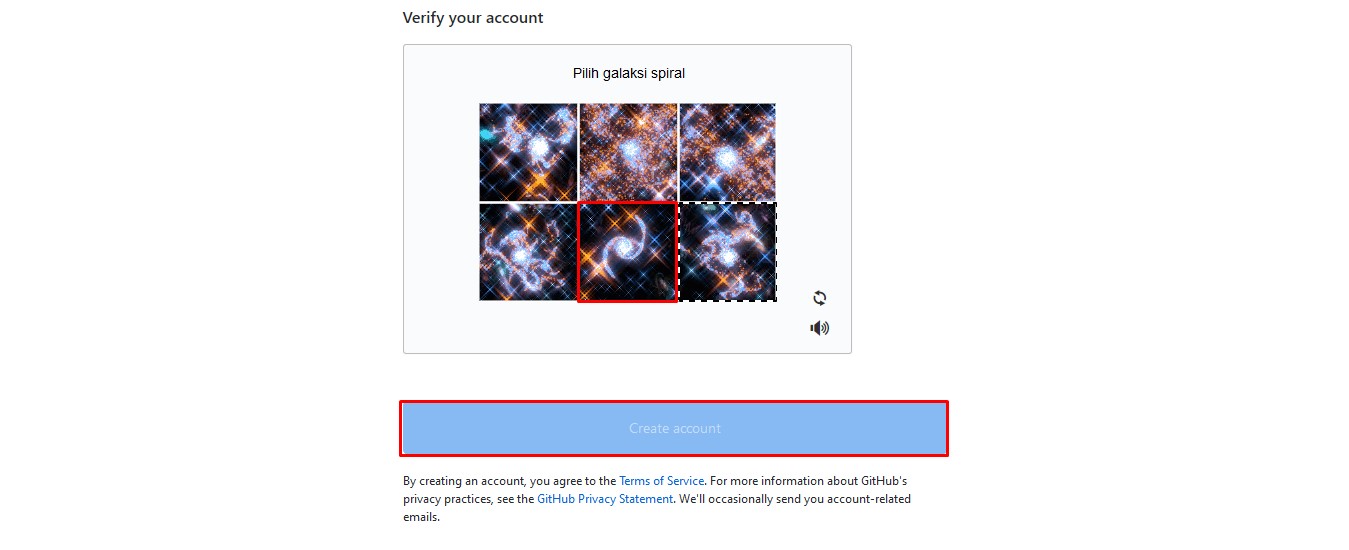 Verify your account
Pilih galaksi spiral
Create account
By creating an account, you agree to the Terms of Service. For more information about GitHub's
privacy practices, see the GitHub Privacy Statement. We'll occasionally send you account-related
emails.